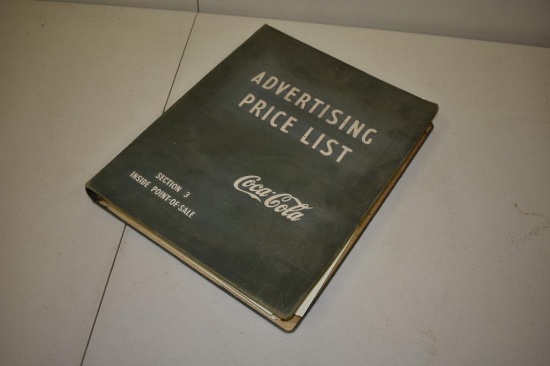 ADVERTISING
PRICE LIST
Coca-Cola
SECTION 3
INSIDE POINT-OF-SALE